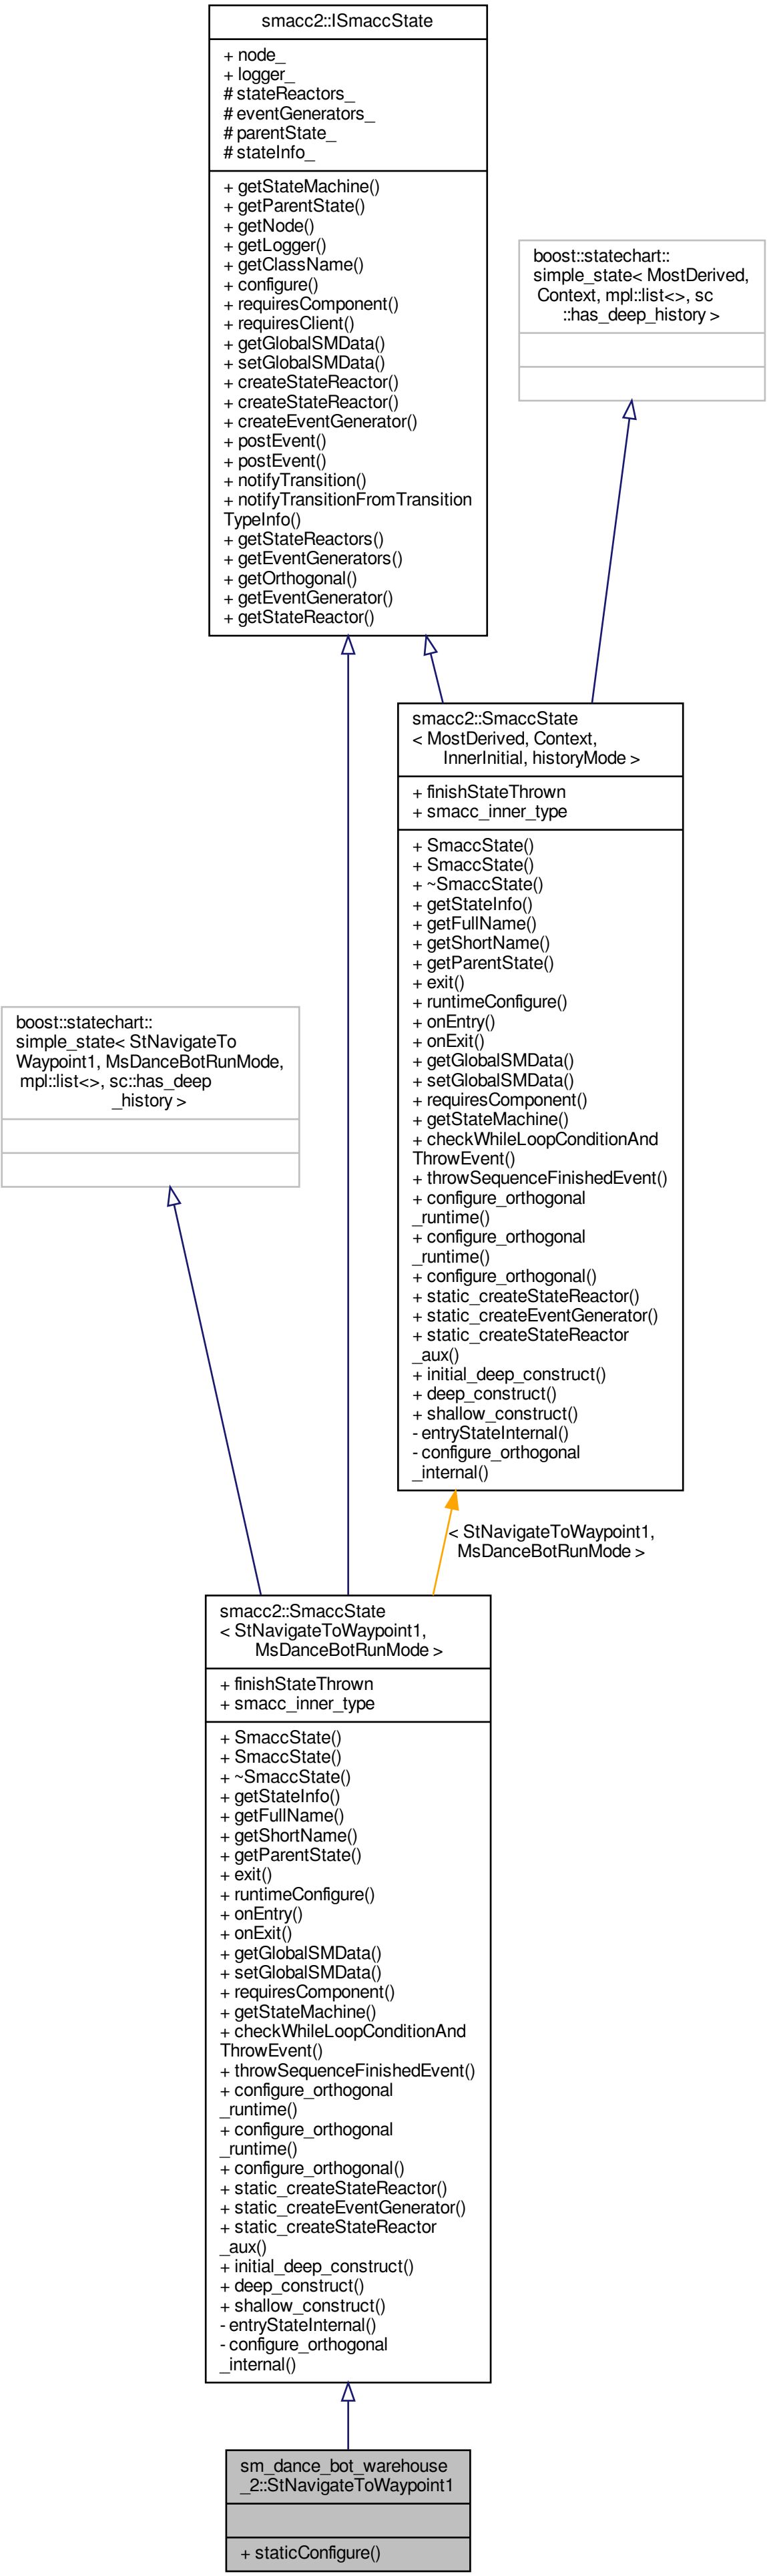 smacc2::ISmaccState
+ node_
+ logger_
# stateReactors_
# eventGenerators_
# parentState_
# stateInfo_
+ getStateMachine()
+ getParentState()
+ getNode()
+ getLogger()
+ getClassName()
+ configure()
+ requiresComponent()
+ requiresClient()
+ getGlobalSMData()
+ setGlobalSMData()
+ createStateReactor()
+ createStateReactor()
+ createEventGenerator()
+ postEvent()
+ postEvent()
+ notifyTransition()
+ notifyTransitionFromTransition
TypeInfo()
+ getStateReactors()
+ getEventGenerators()
+ getOrthogonal()
+ getEventGenerator()
+ getStateReactor()
boost::statechart::
simple_state< MostDerived,
Context, mpl::list<>, sc
::has_deep_history >
smacc2::SmaccState
< MostDerived, Context,
InnerInitial, historyMode >
+ finishStateThrown
+ smacc_inner_type
+ SmaccState()
+ SmaccState()
+ ~SmaccState()
+ getStateInfo()
+ getFullName()
+ getShortName()
+ getParentState()
+ exit()
+ runtimeConfigure()
+ onEntry()
+ onExit()
+ getGlobalSMData()
+ setGlobalSMData()
+ requiresComponent()
+ getStateMachine()
+ checkWhileLoopConditionAnd
ThrowEvent()
+ throwSequenceFinishedEvent()
+ configure_orthogonal
_runtime()
+ configure_orthogonal
_runtime()
+ configure_orthogonal()
+ static_createStateReactor()
+ static_createEventGenerator()
+ static_createStateReactor
_aux()
+ initial_deep_construct()
+ deep_construct()
+ shallow_construct()
- entryStateInternal()
- configure_orthogonal
_internal()
boost::statechart::
simple_state< StNavigateTo
Waypoint1, MsDanceBotRunMode,
mpl::list<>, sc::has_deep
_history >
< StNavigateToWaypoint1,
MsDanceBotRunMode >
smacc2::SmaccState
< StNavigateToWaypoint1,
MsDanceBotRunMode >
+ finishStateThrown
+ smacc_inner_type
+ SmaccState()
+ SmaccState()
+ ~SmaccState()
+ getStateInfo()
+ getFullName()
+ getShortName()
+ getParentState()
+ exit()
+ runtimeConfigure()
+ onEntry()
+ onExit()
+ getGlobalSMData()
+ setGlobalSMData()
+ requiresComponent()
+ getStateMachine()
+ checkWhileLoopConditionAnd
ThrowEvent()
+ throwSequenceFinishedEvent()
+ configure_orthogonal
_runtime()
+ configure_orthogonal
_runtime()
+ configure_orthogonal()
+ static_createStateReactor()
+ static_createEventGenerator()
+ static_createStateReactor
_aux()
+ initial_deep_construct()
+ deep_construct()
+ shallow_construct()
- entryStateInternal()
- configure_orthogonal
_internal()
sm_dance_bot_warehouse
_2::StNavigateToWaypoint1
+ staticConfigure()